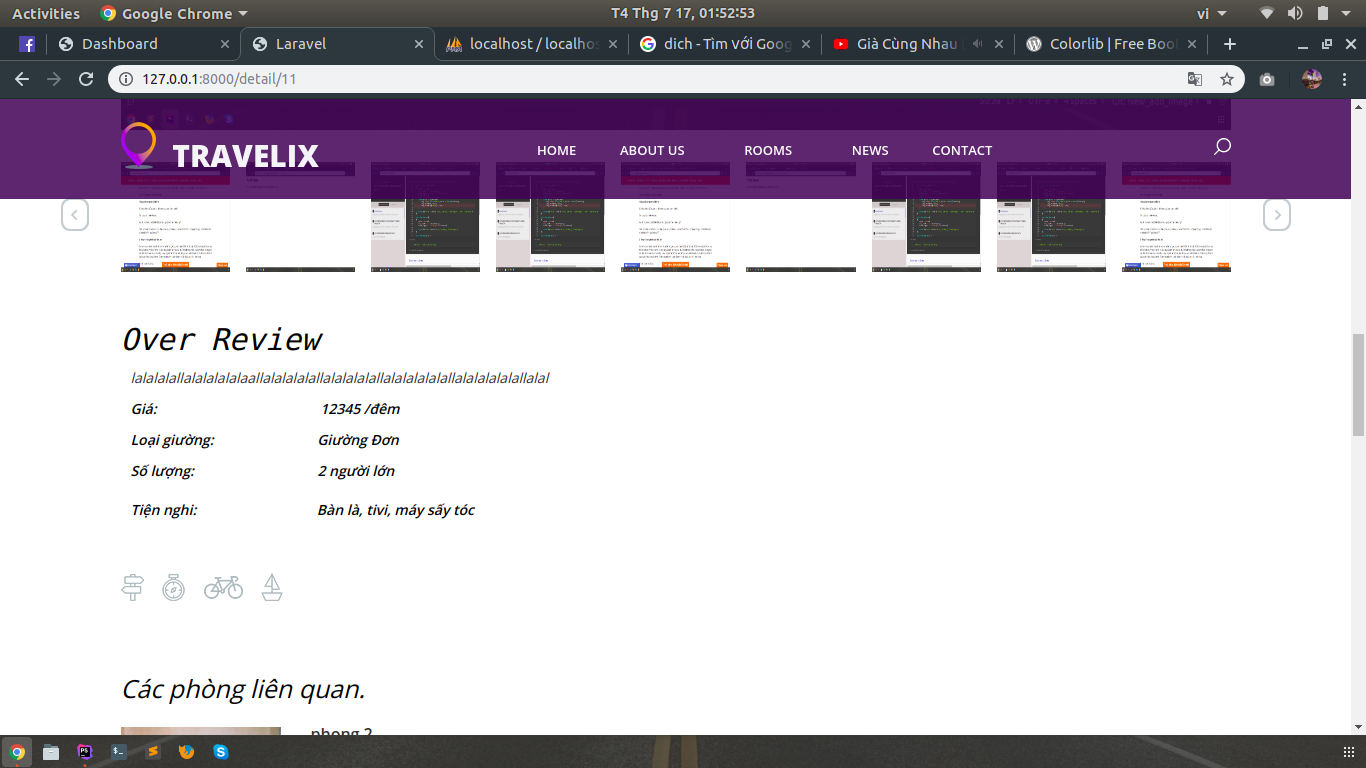 Activities Google Chrome T4 Thg 7 17, 01:52:53 vi
Dashboard Laravel localhost / localhos dich - Tìm với Goog Già Cùng Nhau Colorlib | Free Boo
127.0.0.1:8000/detail/11
TRAVELIX HOME ABOUT US ROOMS NEWS CONTACT
Over Review
lalalalallalalalalalaallalalalalallalalalalallalalalalalallalalalalallalal
Giá: 12345 /đêm
Loại giường: Giường Đơn
Số lượng: 2 người lớn
Tiện nghi: Bàn là, tivi, máy sấy tóc
Các phòng liên quan.
phong 2